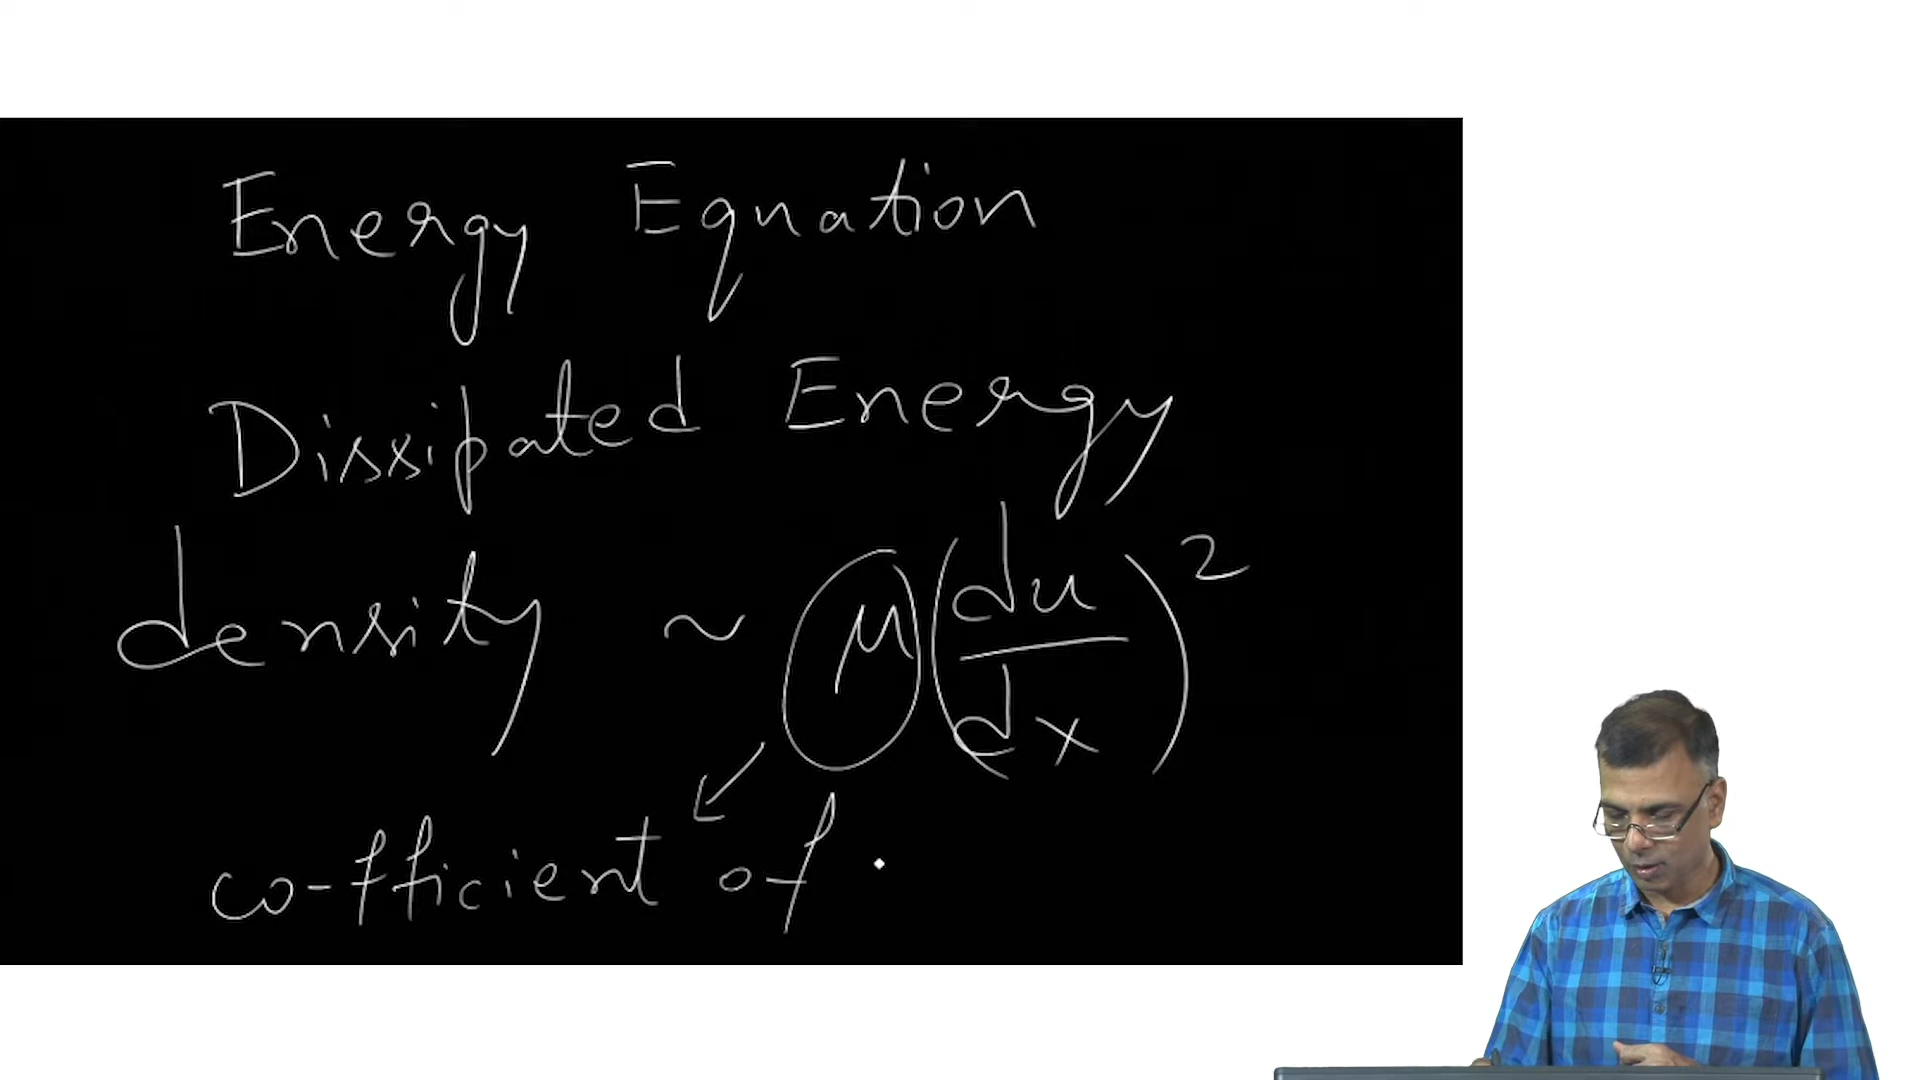 Energy Equation
Dissipated Energy
density ~ μ (du/dx)²
co-fficient of